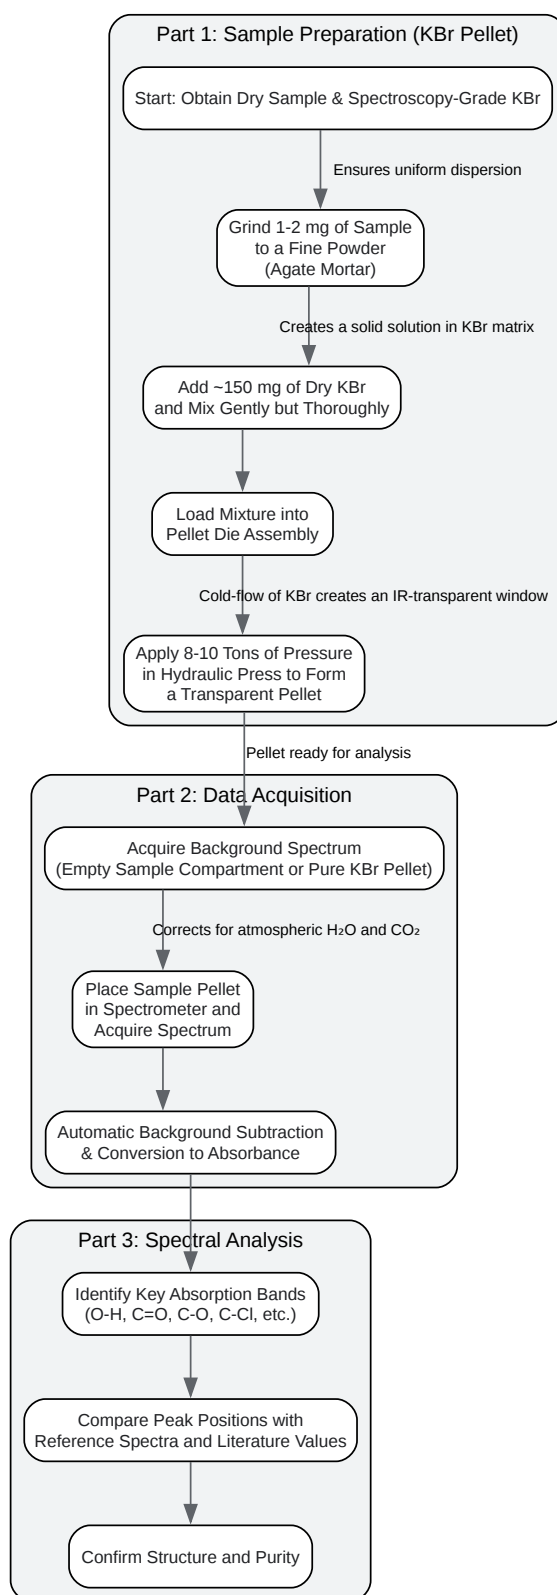 Part 1: Sample Preparation (KBr Pellet)
Start: Obtain Dry Sample & Spectroscopy-Grade KBr
Ensures uniform dispersion
Grind 1-2 mg of Sample
to a Fine Powder
(Agate Mortar)
Creates a solid solution in KBr matrix
Add ~150 mg of Dry KBr
and Mix Gently but Thoroughly
Load Mixture into
Pellet Die Assembly
Cold-flow of KBr creates an IR-transparent window
Apply 8-10 Tons of Pressure
in Hydraulic Press to Form
a Transparent Pellet
Pellet ready for analysis
Part 2: Data Acquisition
Acquire Background Spectrum
(Empty Sample Compartment or Pure KBr Pellet)
Corrects for atmospheric H₂O and CO₂
Place Sample Pellet
in Spectrometer and
Acquire Spectrum
Automatic Background Subtraction
& Conversion to Absorbance
Part 3: Spectral Analysis
Identify Key Absorption Bands
(O-H, C=O, C-O, C-Cl, etc.)
Compare Peak Positions with
Reference Spectra and Literature Values
Confirm Structure and Purity